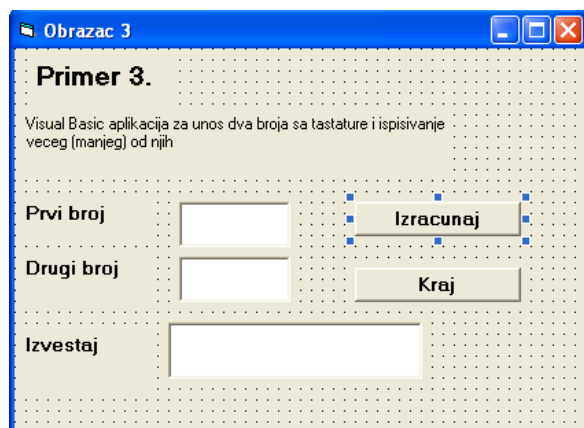 Obrazac 3
Primer 3.
Visual Basic aplikacija za unos dva broja sa tastature i ispisivanje
veceg (manjeg) od njih
Prvi broj
Izracunaj
Drugi broj
Kraj
Izvestaj